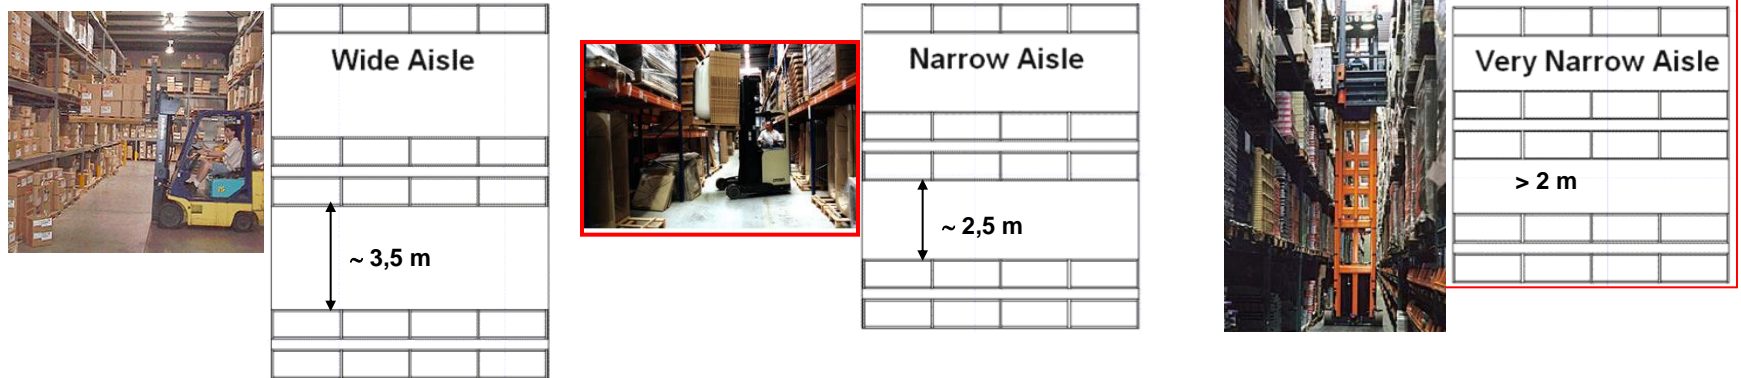 Wide Aisle
~ 3,5 m
Narrow Aisle
~ 2,5 m
Very Narrow Aisle
> 2 m